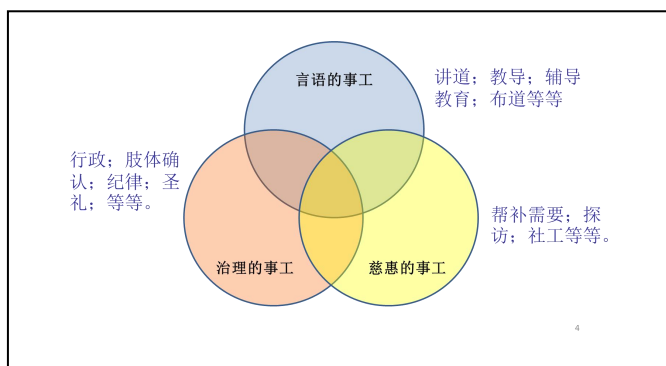 言语的事工
讲道；教导；辅导
教育；布道等等
行政；肢体确
认；纪律；圣
礼；等等。
治理的事工
慈惠的事工
帮补需要；探
访；社工等等。
4